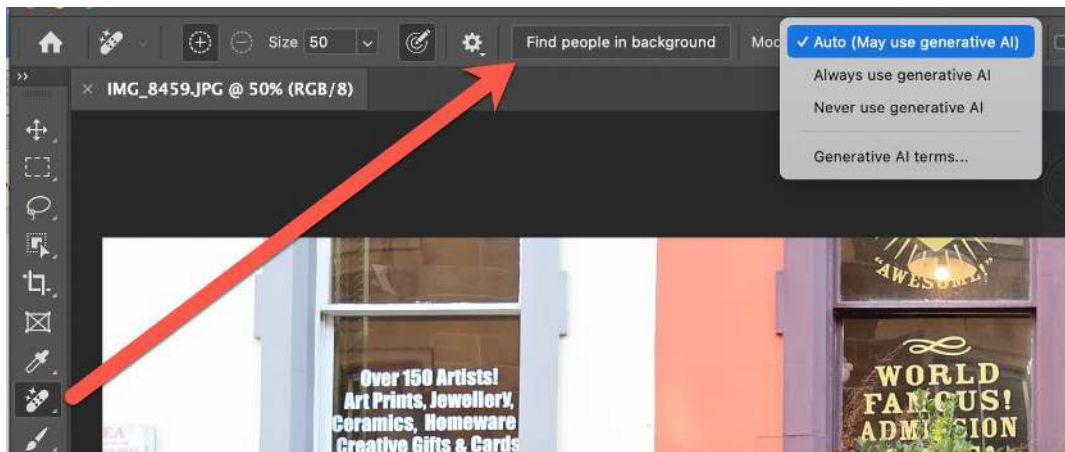 Size 50
Find people in background
Auto (May use generative AI)
Always use generative AI
Never use generative AI
Generative AI terms...
IMG_8459.JPG @ 50% (RGB/8)
"AWESOME!"
Over 150 Artists!
Art Prints, Jewellery,
Ceramics, Homeware
Creative Gifts & Cards
WORLD
FAMOUS!
ADMISSION